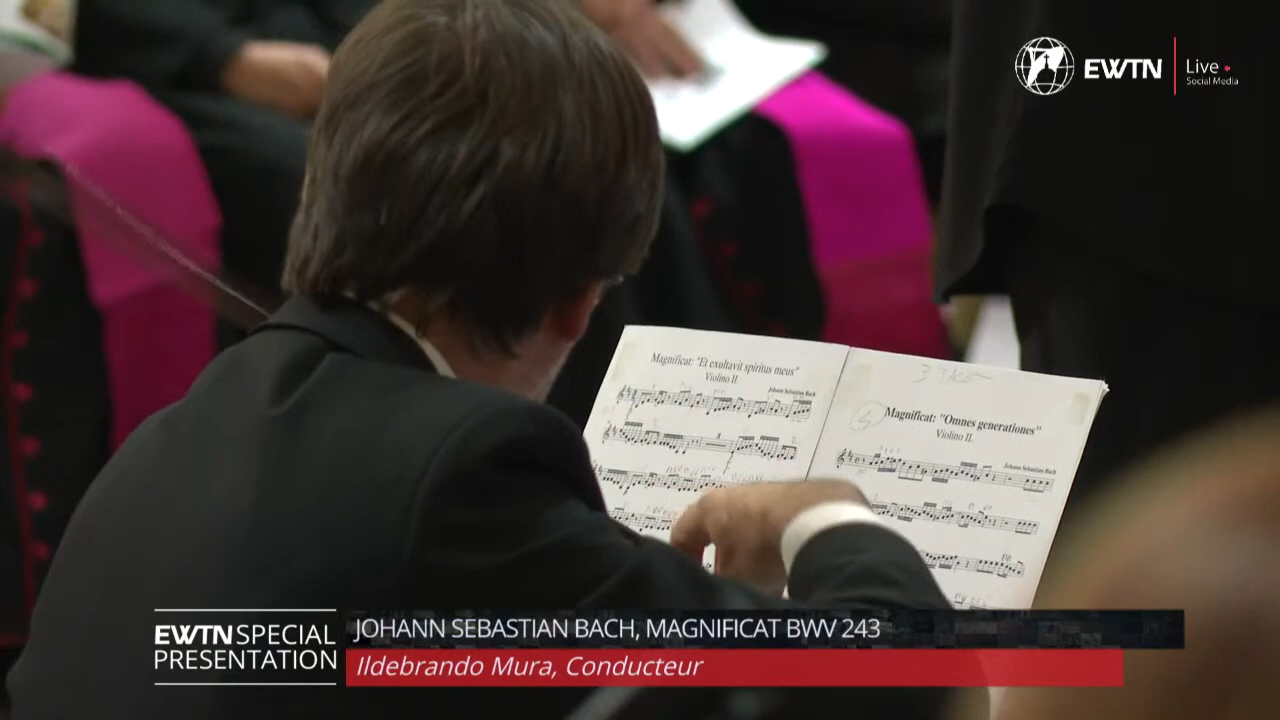 EWTN
Live
Social Media
Magnificat: "Et exultavit spiritus meus"
Violino II
Johann Sebastian Bach
Magnificat: "Omnes generationes"
Violino II.
Johann Sebastian Bach
EWTN SPECIAL
PRESENTATION
JOHANN SEBASTIAN BACH, MAGNIFICAT BWV 243
Ildebrando Mura, Conducteur